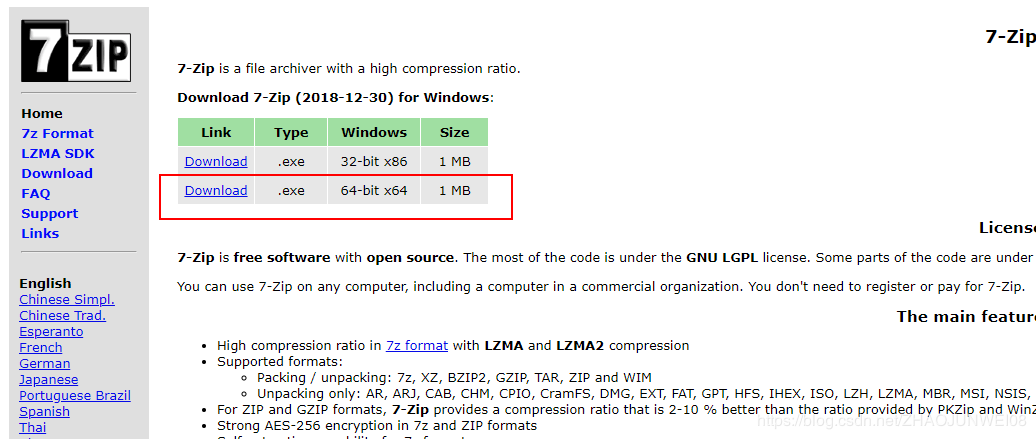 7 ZIP
Home
7z Format
LZMA SDK
Download
FAQ
Support
Links
English
Chinese Simpl.
Chinese Trad.
Esperanto
French
German
Japanese
Portuguese Brazil
Spanish
Thai
7-Zip
7-Zip is a file archiver with a high compression ratio.
Download 7-Zip (2018-12-30) for Windows:
Link Type Windows Size
Download .exe 32-bit x86 1 MB
Download .exe 64-bit x64 1 MB
License
7-Zip is free software with open source. The most of the code is under the GNU LGPL license. Some parts of the code are under
You can use 7-Zip on any computer, including a computer in a commercial organization. You don't need to register or pay for 7-Zip.
The main feature
• High compression ratio in 7z format with LZMA and LZMA2 compression
• Supported formats:
◦ Packing / unpacking: 7z, XZ, BZIP2, GZIP, TAR, ZIP and WIM
◦ Unpacking only: AR, ARJ, CAB, CHM, CPIO, CramFS, DMG, EXT, FAT, GPT, HFS, IHEX, ISO, LZH, LZMA, MBR, MSI, NSIS,
• For ZIP and GZIP formats, 7-Zip provides a compression ratio that is 2-10 % better than the ratio provided by PKZip and WinZ
• Strong AES-256 encryption in 7z and ZIP formats